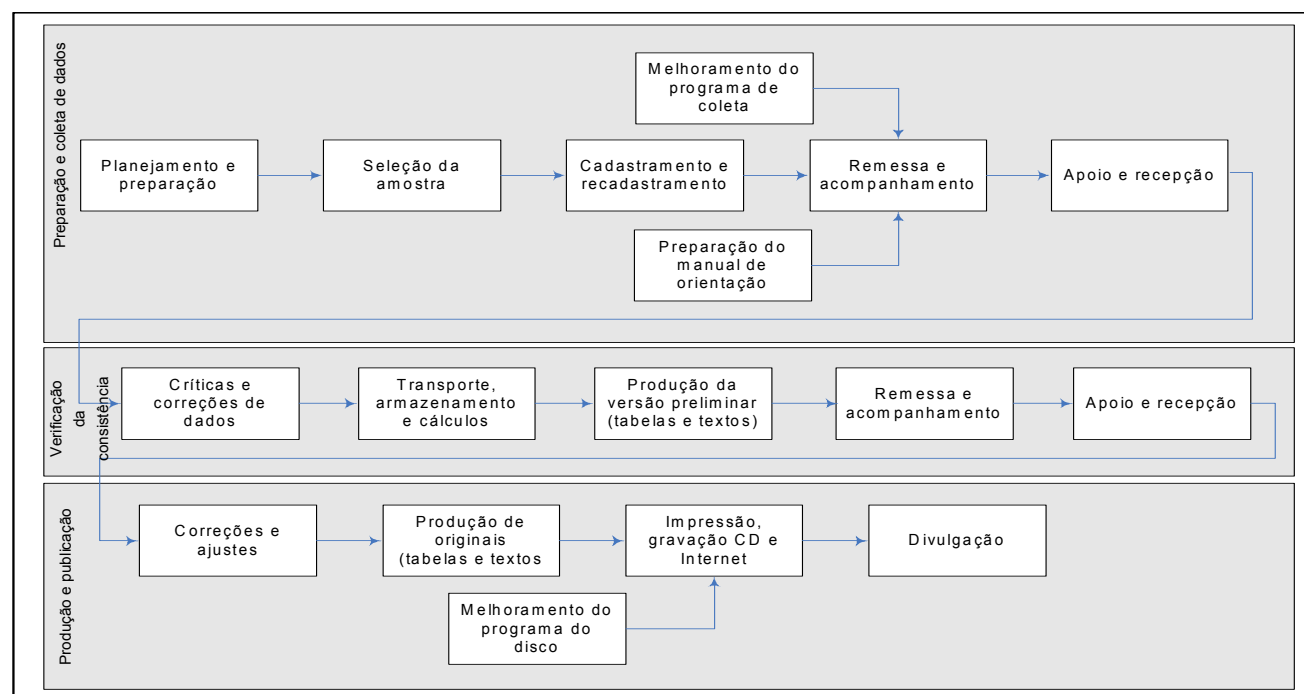 Preparação e coleta de dados
Melhoramento do
programa de
coleta
Planejamento e
preparação
Seleção da
amostra
Cadastramento e
recadastramento
Remessa e
acompanhamento
Apoio e recepção
Preparação do
manual de
orientação
Verificação
da
consistência
Críticas e
correções de
dados
Transporte,
armazenamento
e cálculos
Produção da
versão preliminar
(tabelas e textos)
Remessa e
acompanhamento
Apoio e recepção
Produção e publicação
Correções e
ajustes
Produção de
originais
(tabelas e textos
Impressão,
gravação CD e
Internet
Divulgação
Melhoramento do
programa do
disco